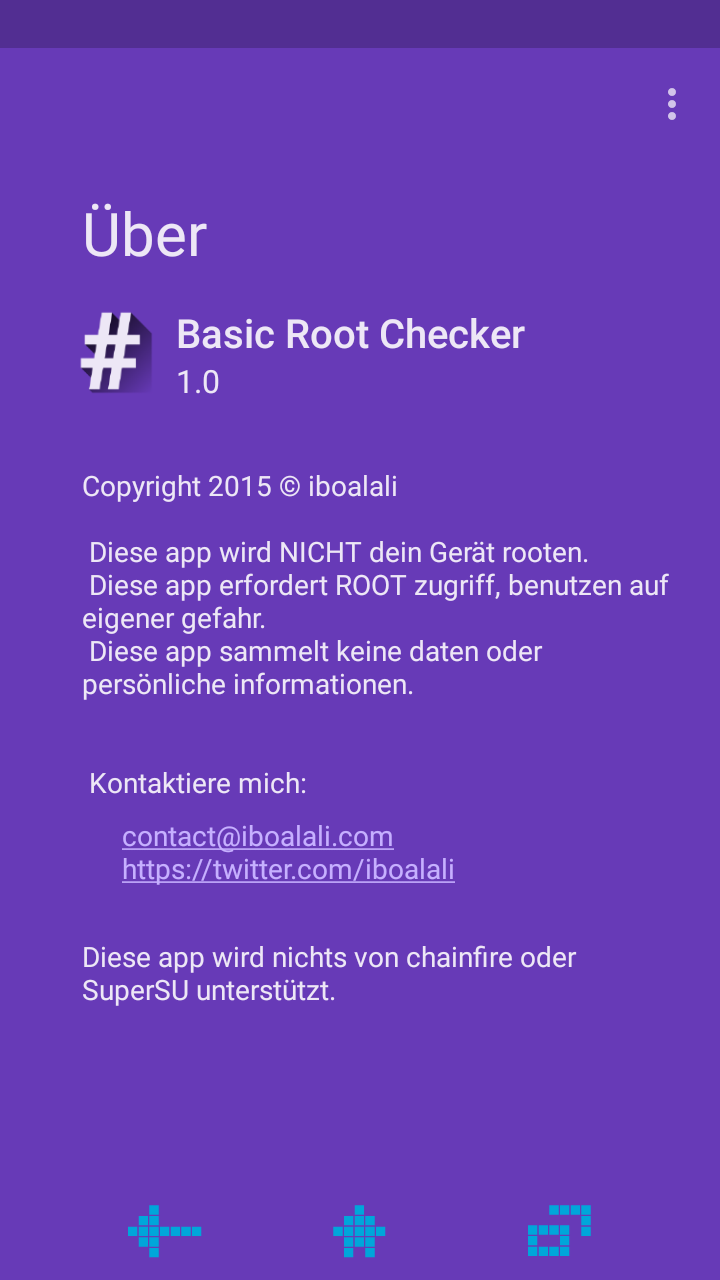 Über
#
Basic Root Checker
1.0
Copyright 2015 © iboalali
Diese app wird NICHT dein Gerät rooten.
Diese app erfordert ROOT zugriff, benutzen auf
eigener gefahr.
Diese app sammelt keine daten oder
persönliche informationen.
Kontaktiere mich:
contact@iboalali.com
https://twitter.com/iboalali
Diese app wird nichts von chainfire oder
SuperSU unterstützt.